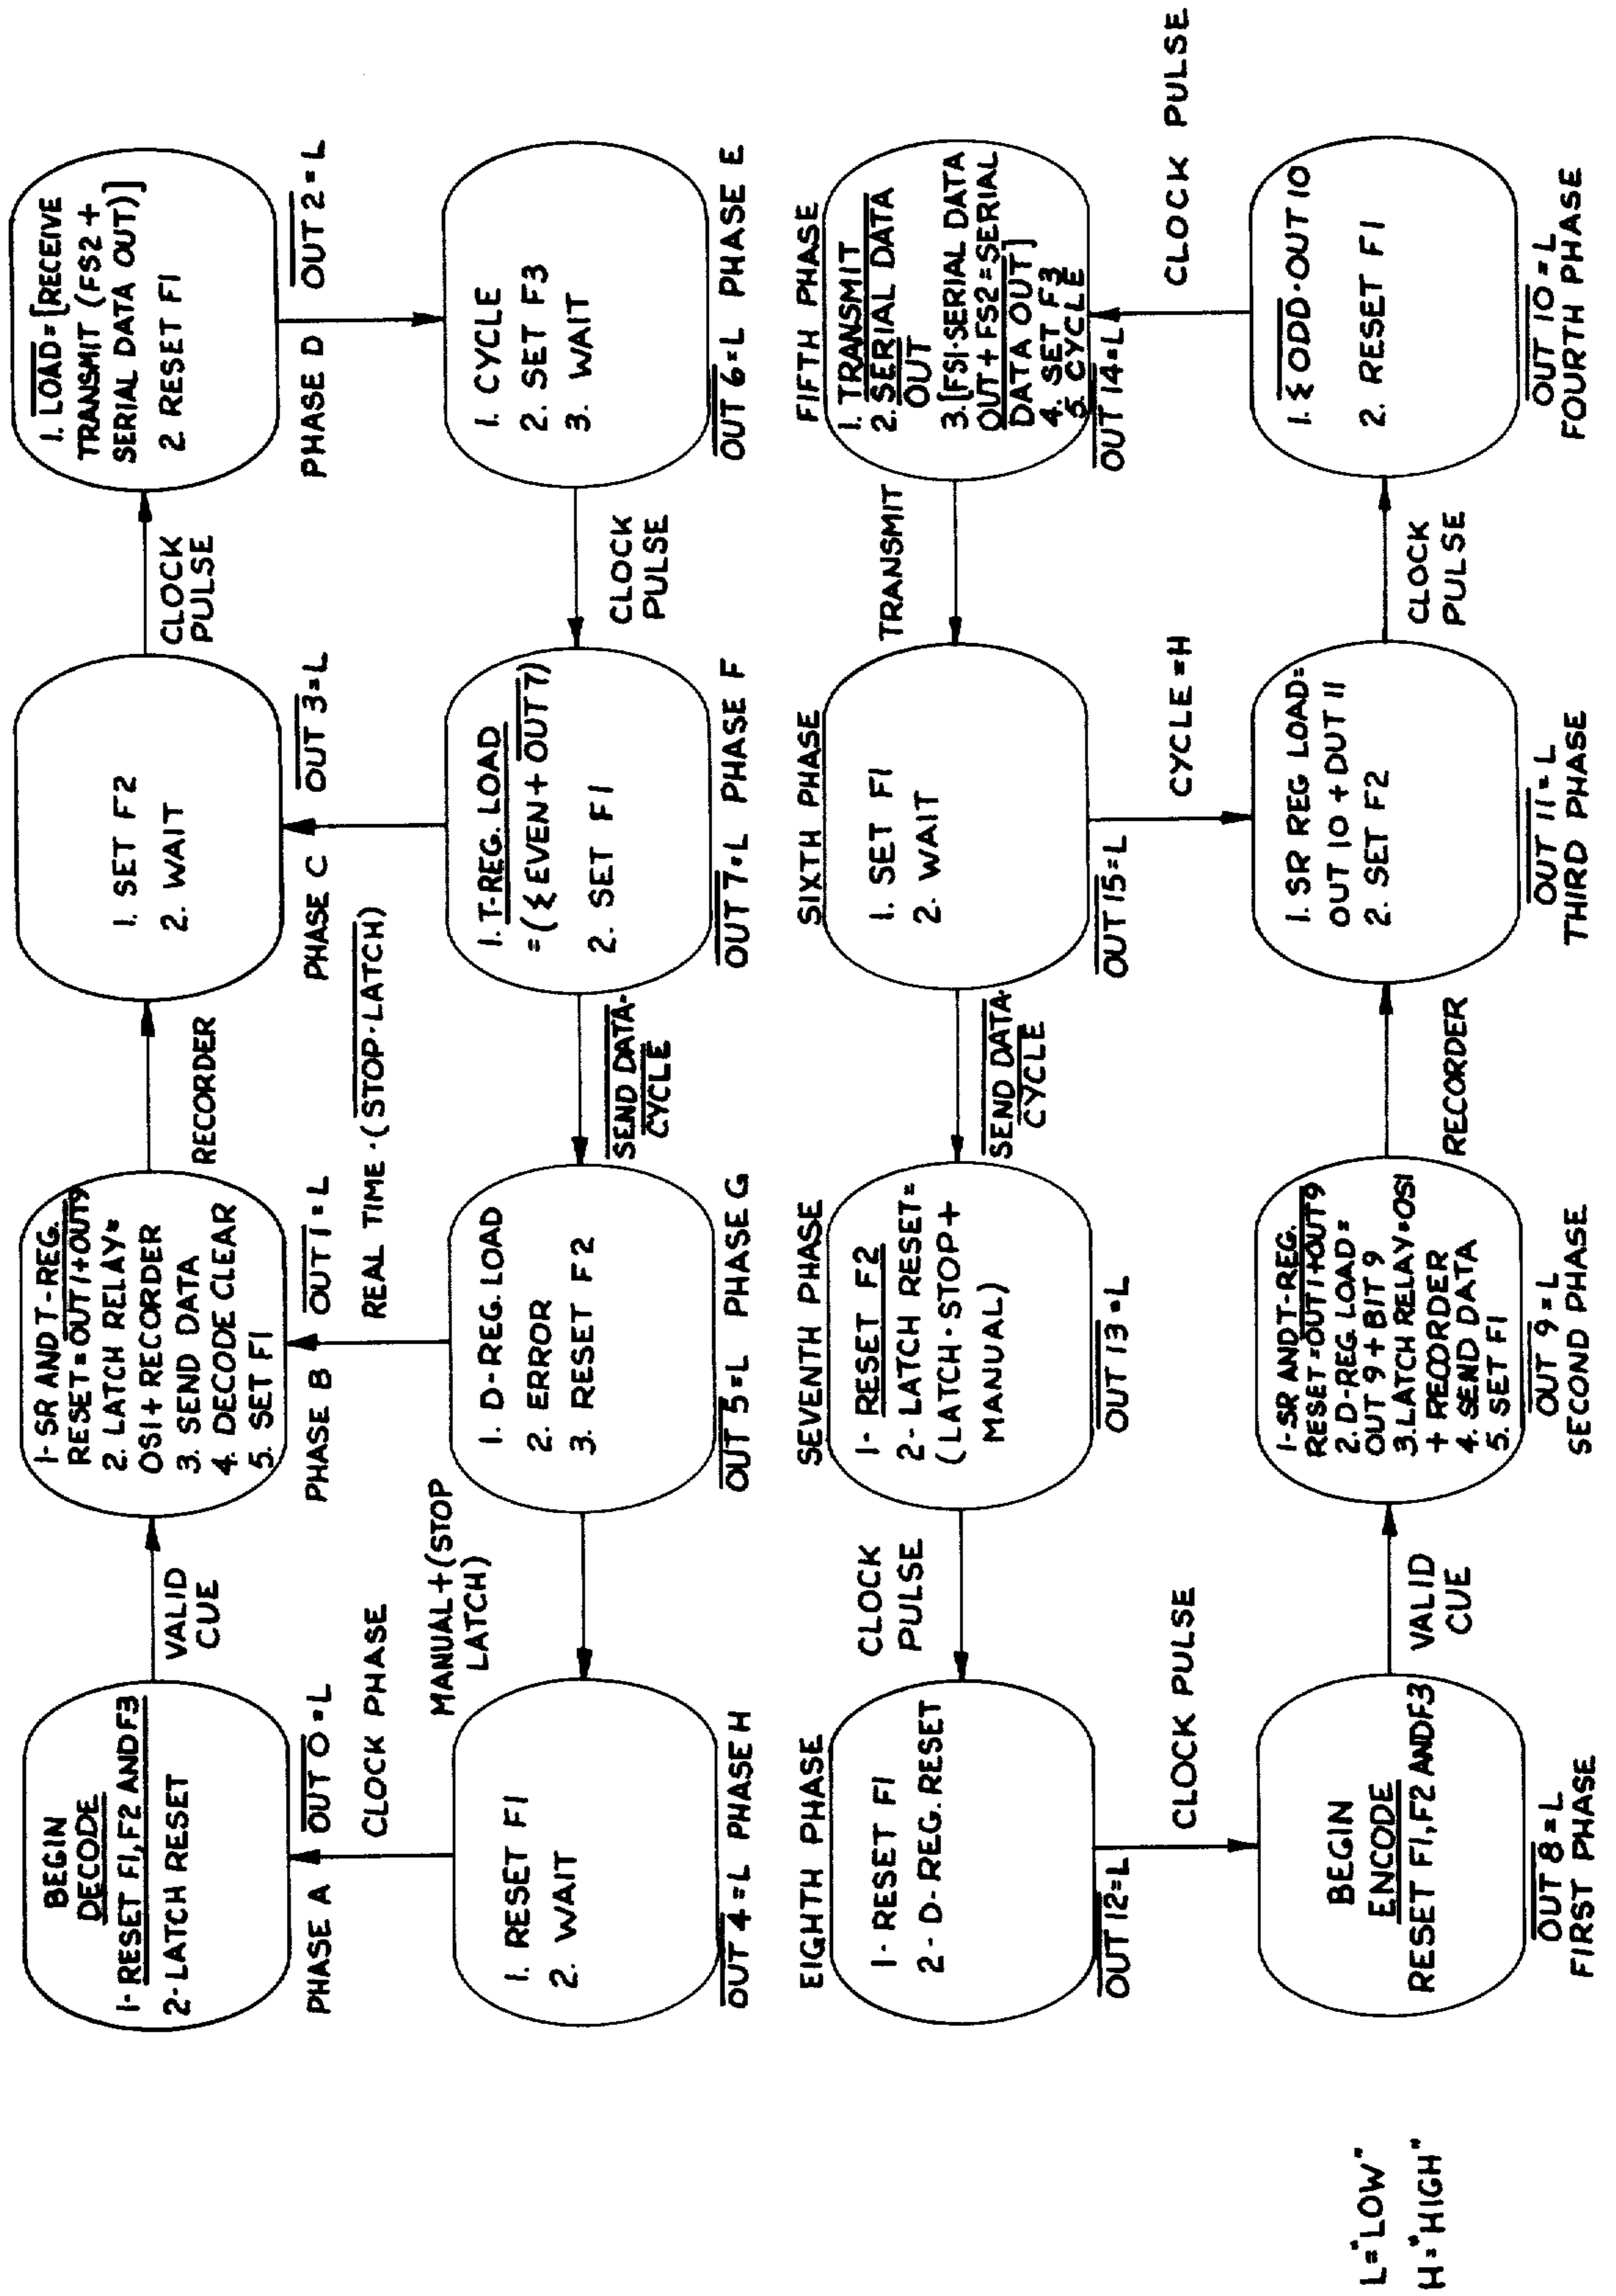 BEGIN
DECODE
1- RESET F1, F2 AND F3
2- LATCH RESET
PHASE A OUT 0 = L
VALID
CUE
1- SR AND T-REG.
RESET = OUT 1 + OUT 9
2. LATCH RELAY =
OSI + RECORDER
3. SEND DATA
4. DECODE CLEAR
5. SET F1
PHASE B OUT 1 = L
RECORDER
1. SET F2
2. WAIT
PHASE C OUT 3 = L
CLOCK
PULSE
1. LOAD = [RECEIVE
TRANSMIT (FS2 +
SERIAL DATA OUT)]
2. RESET F1
PHASE D OUT 2 = L
CLOCK PHASE
MANUAL + (STOP
LATCH)
REAL TIME · (STOP · LATCH)
1. RESET F1
2. WAIT
OUT 4 = L PHASE H
1. D-REG. LOAD
2. ERROR
3. RESET F2
OUT 5 = L PHASE G
SEND DATA ·
CYCLE
1. T-REG. LOAD
= (Σ EVEN + OUT 7)
2. SET F1
OUT 7 = L PHASE F
CLOCK
PULSE
1. CYCLE
2. SET F3
3. WAIT
OUT 6 = L PHASE E
EIGHTH PHASE
1- RESET F1
2- D-REG. RESET
OUT 12 = L
CLOCK
PULSE
SEVENTH PHASE
1- RESET F2
2- LATCH RESET =
(LATCH · STOP +
MANUAL)
OUT 13 = L
SEND DATA ·
CYCLE
SIXTH PHASE
1. SET F1
2. WAIT
OUT 15 = L
TRANSMIT
FIFTH PHASE
1. TRANSMIT
2. SERIAL DATA
OUT
3. [FS1 · SERIAL DATA
OUT + FS2 = SERIAL
DATA OUT]
4. SET F3
5. CYCLE
OUT 14 = L
CLOCK PULSE
CYCLE = H
CLOCK PULSE
BEGIN
ENCODE
RESET F1, F2 AND F3
OUT 8 = L
FIRST PHASE
VALID
CUE
1- SR AND T-REG.
RESET = OUT 1 + OUT 9
2. D-REG LOAD =
OUT 9 + BIT 9
3. LATCH RELAY = OSI
+ RECORDER
4. SEND DATA
5. SET F1
OUT 9 = L
SECOND PHASE
RECORDER
1. SR REG LOAD =
OUT 10 + OUT 11
2. SET F2
OUT 11 = L
THIRD PHASE
CLOCK
PULSE
1. Σ ODD · OUT 10
2. RESET F1
OUT 10 = L
FOURTH PHASE
L = "LOW"
H = "HIGH"